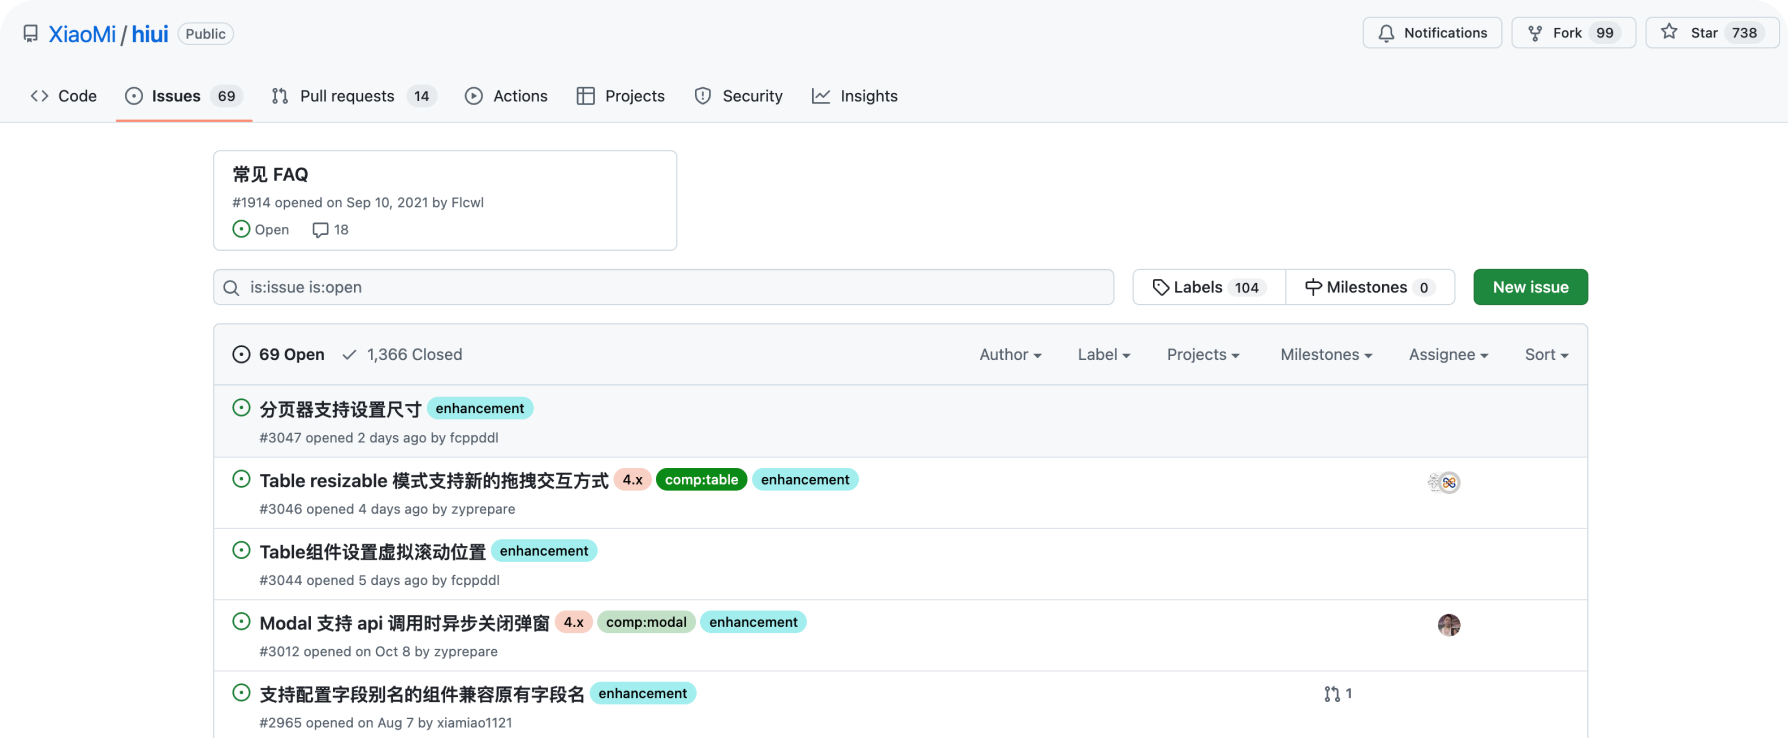 XiaoMi / hiui Public Notifications Fork 99 Star 738
Code Issues 69 Pull requests 14 Actions Projects Security Insights
常见 FAQ
#1914 opened on Sep 10, 2021 by Flcwl
Open 18
is:issue is:open Labels 104 Milestones 0 New issue
69 Open 1,366 Closed Author Label Projects Milestones Assignee Sort
分页器支持设置尺寸 enhancement
#3047 opened 2 days ago by fcppddl
Table resizable 模式支持新的拖拽交互方式 4.x comp:table enhancement
#3046 opened 4 days ago by zyprepare
Table组件设置虚拟滚动位置 enhancement
#3044 opened 5 days ago by fcppddl
Modal 支持 api 调用时异步关闭弹窗 4.x comp:modal enhancement
#3012 opened on Oct 8 by zyprepare
支持配置字段别名的组件兼容原有字段名 enhancement 1
#2965 opened on Aug 7 by xiamiao1121